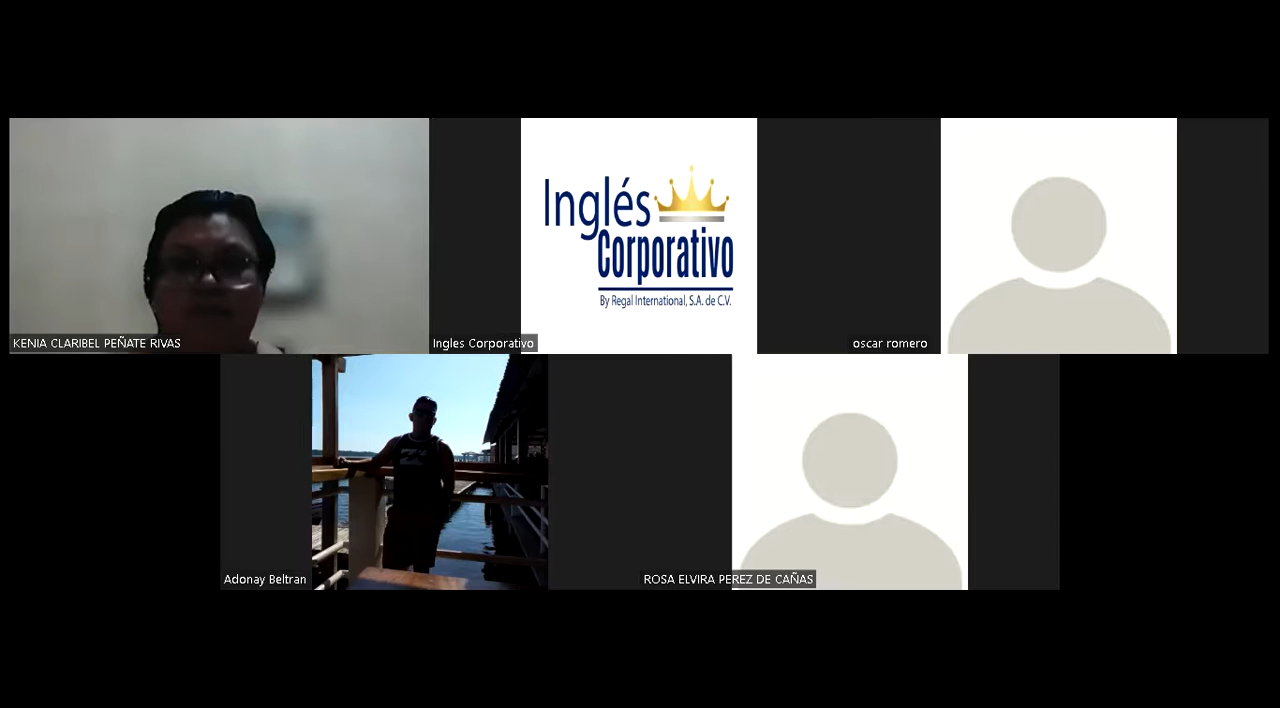 Inglés
Corporativo
By Regal International, S.A. de C.V.
KENIA CLARIBEL PEÑATE RIVAS
Ingles Corporativo
oscar romero
Adonay Beltran
ROSA ELVIRA PEREZ DE CAÑAS